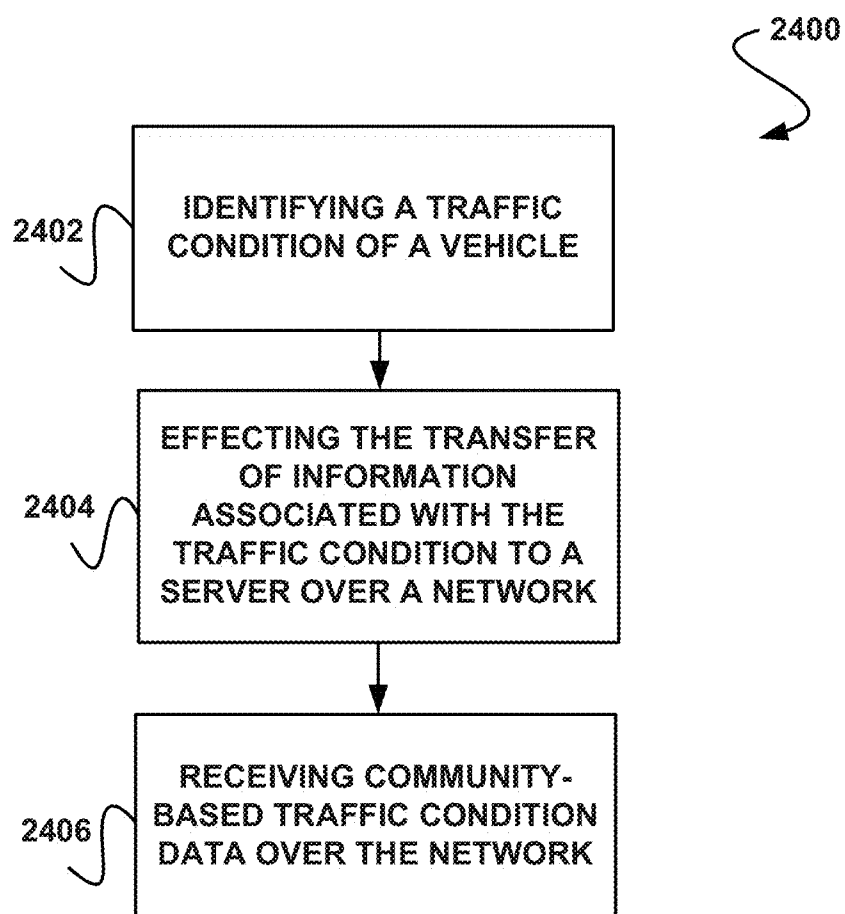 2400
2402
IDENTIFYING A TRAFFIC
CONDITION OF A VEHICLE
2404
EFFECTING THE TRANSFER
OF INFORMATION
ASSOCIATED WITH THE
TRAFFIC CONDITION TO A
SERVER OVER A NETWORK
2406
RECEIVING COMMUNITY-
BASED TRAFFIC CONDITION
DATA OVER THE NETWORK